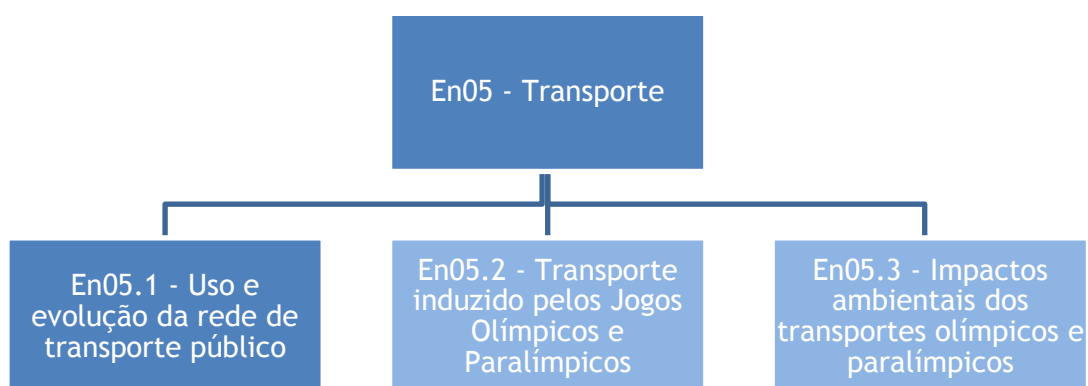 En05 - Transporte
En05.1 - Uso e
evolução da rede de
transporte público
En05.2 - Transporte
induzido pelos Jogos
Olímpicos e
Paralímpicos
En05.3 - Impactos
ambientais dos
transportes olímpicos e
paralímpicos